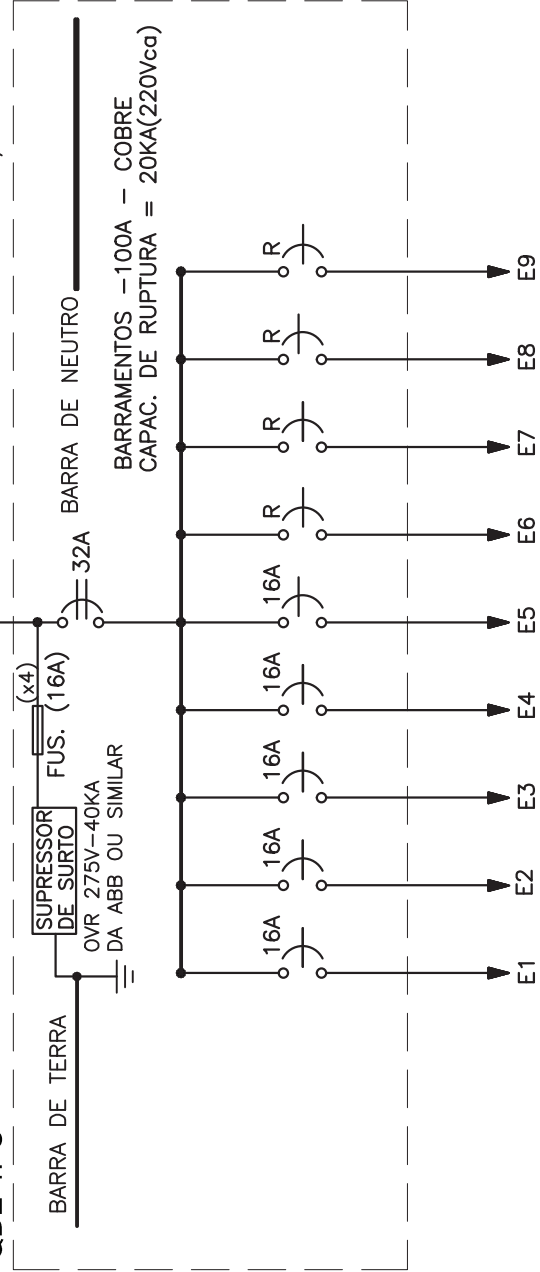 (x4)
FUS. (16A)
SUPRESSOR
DE SURTO
OVR 275V-40KA
DA ABB OU SIMILAR
BARRA DE TERRA
32A
BARRA DE NEUTRO
BARRAMENTOS -100A - COBRE
CAPAC. DE RUPTURA = 20KA(220Vca)
16A
16A
16A
16A
16A
R
R
R
R
E1
E2
E3
E4
E5
E6
E7
E8
E9